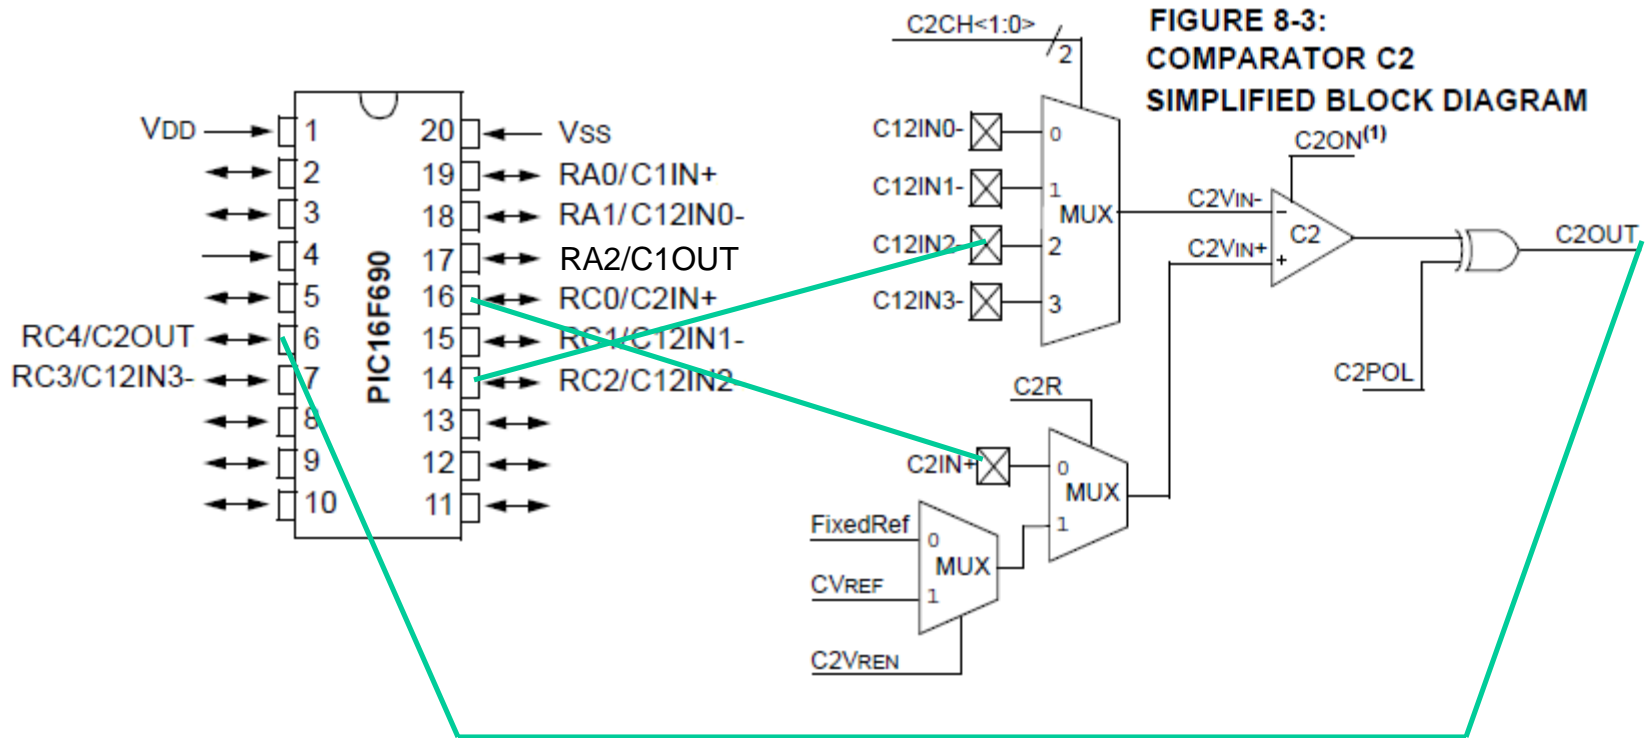 FIGURE 8-3:
COMPARATOR C2
SIMPLIFIED BLOCK DIAGRAM
VDD
1
20
VSS
2
19
RA0/C1IN+
3
18
RA1/C12IN0-
4
17
RA2/C1OUT
5
16
RC0/C2IN+
RC4/C2OUT
6
15
RC1/C12IN1-
RC3/C12IN3-
7
14
RC2/C12IN2
8
13
9
12
10
11
PIC16F690
C2CH<1:0>
2
C12IN0-
0
C12IN1-
1
MUX
C12IN2-
2
C12IN3-
3
C2ON(1)
C2VIN-
-
C2
C2VIN+
+
C2OUT
C2POL
C2R
C2IN+
0
MUX
1
FixedRef
0
MUX
CVREF
1
C2VREN